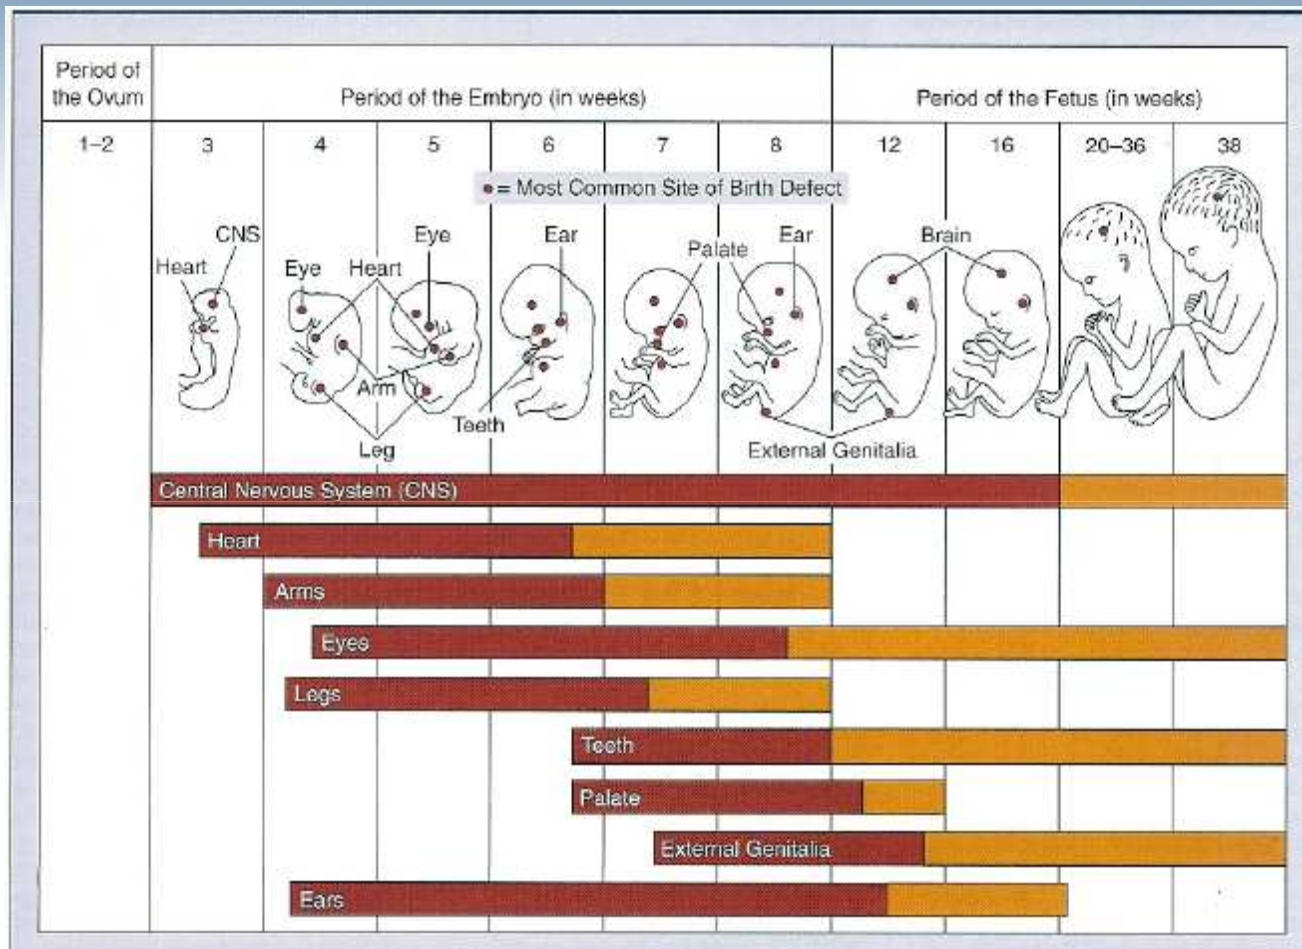 Period of
the Ovum
Period of the Embryo (in weeks)
Period of the Fetus (in weeks)
1–2
3
4
5
6
7
8
12
16
20–36
38
• = Most Common Site of Birth Defect
CNS
Heart
Eye
Heart
Eye
Ear
Palate
Ear
Brain
Arm
Leg
Teeth
External Genitalia
Central Nervous System (CNS)
Heart
Arms
Eyes
Legs
Teeth
Palate
External Genitalia
Ears